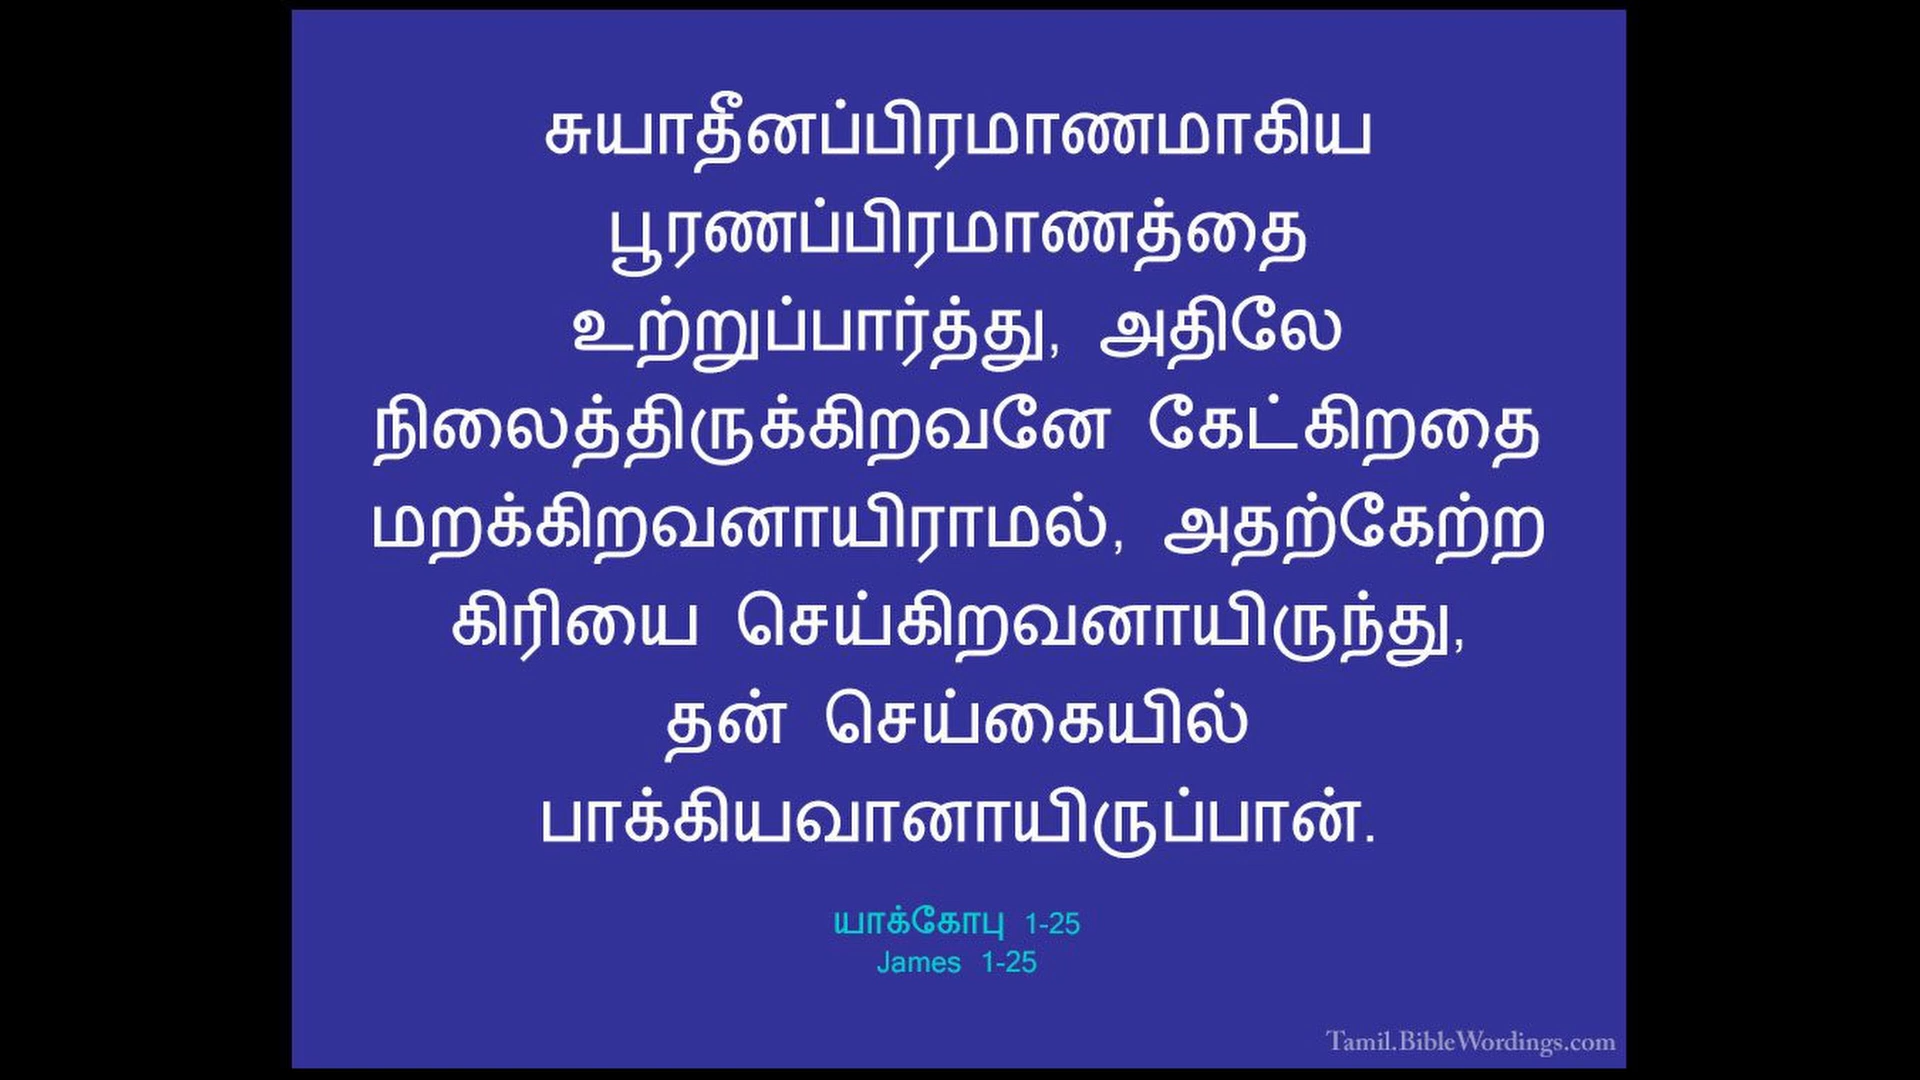 சுயாதீனப்பிரமாணமாகிய
பூரணப்பிரமாணத்தை
உற்றுப்பார்த்து, அதிலே
நிலைத்திருக்கிறவனே கேட்கிறதை
மறக்கிறவனாயிராமல், அதற்கேற்ற
கிரியை செய்கிறவனாயிருந்து,
தன் செய்கையில்
பாக்கியவானாயிருப்பான்.
யாக்கோபு 1-25
James 1-25
Tamil.BibleWordings.com